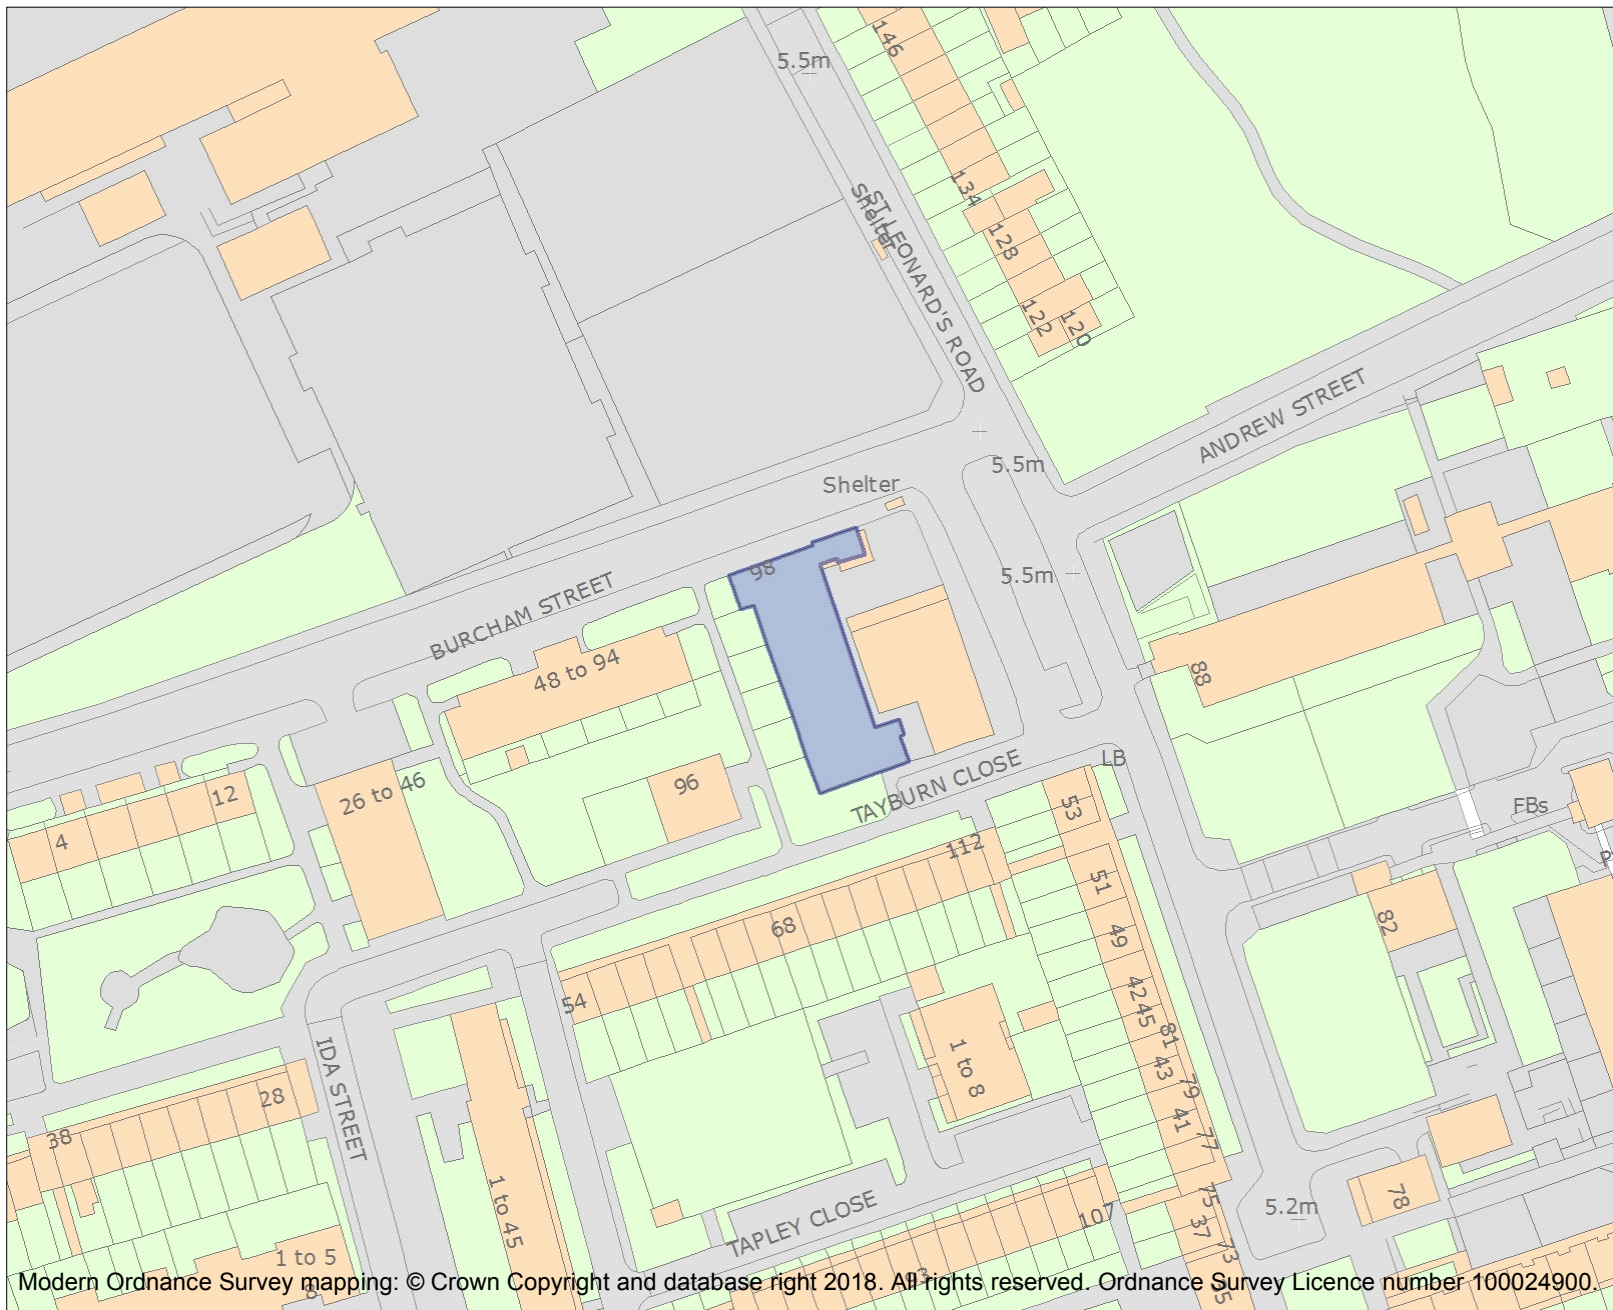 146
5.5m
134
Shelter
ST LEONARD'S ROAD
128
122
120
ANDREW STREET
5.5m
Shelter
98
5.5m
BURCHAM STREET
48 to 94
88
LB
12
26 to 46
96
TAYBURN CLOSE
53
FBs
4
112
51
82
68
49
54
42
45
81
IDA STREET
1 to 8
43
79
28
41
38
77
1 to 45
75
78
107
5.2m
37
TAPLEY CLOSE
73
1 to 5
93
35
8
Modern Ordnance Survey mapping: © Crown Copyright and database right 2018. All rights reserved. Ordnance Survey Licence number 100024900.